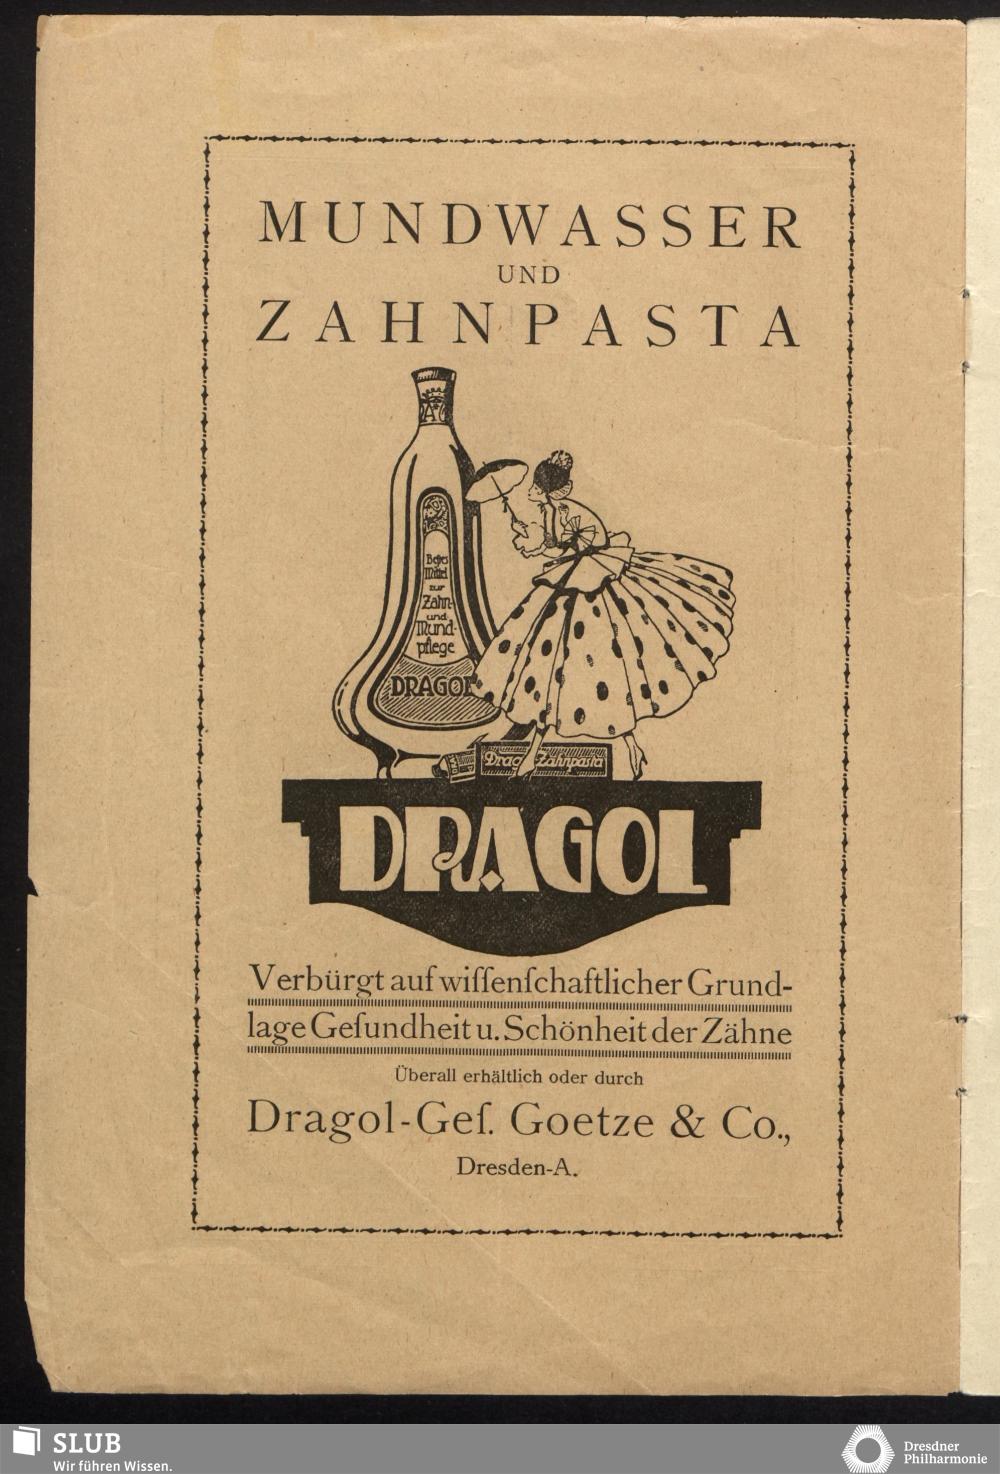 MUNDWASSER
UND
ZAHNPASTA
Bestes
Mittel
zur
Zahn-
und
Mund-
pflege
DRAGOL
Drag Zahnpasta
DRAGOL
Verbürgt auf wiſſenſchaftlicher Grund-
lage Geſundheit u. Schönheit der Zähne
Überall erhältlich oder durch
Dragol-Geſ. Goetze & Co.,
Dresden-A.
SLUB
Wir führen Wissen.
Dresdner
Philharmonie